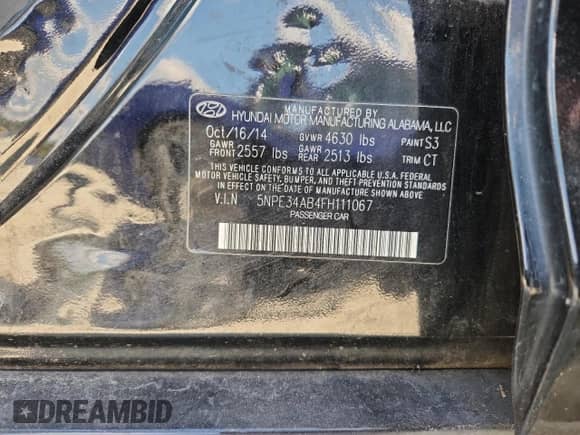 MANUFACTURED BY
HYUNDAI MOTOR MANUFACTURING ALABAMA, LLC
Oct/16/14 GVWR 4630 lbs PAINT S3
GAWR FRONT 2557 lbs GAWR REAR 2513 lbs TRIM CT
THIS VEHICLE CONFORMS TO ALL APPLICABLE U.S.A. FEDERAL
MOTOR VEHICLE SAFETY, BUMPER, AND THEFT PREVENTION STANDARDS
IN EFFECT ON THE DATE OF MANUFACTURE SHOWN ABOVE.
V.I.N 5NPE34AB4FH111067
PASSENGER CAR
DREAMBID